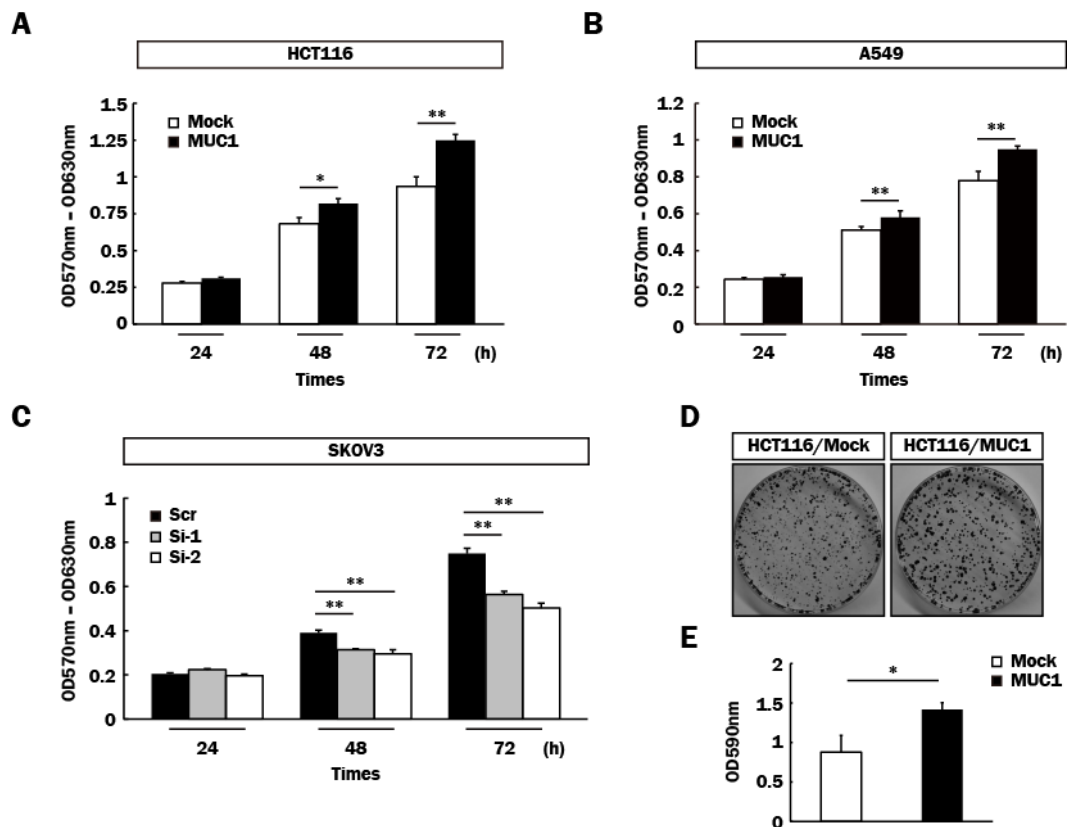 A
HCT116
OD570nm – OD630nm
1.5
1.25
1
0.75
0.5
0.25
0
Mock
MUC1
*
**
24 48 72 (h)
Times
B
A549
OD570nm – OD630nm
1.2
1
0.8
0.6
0.4
0.2
0
Mock
MUC1
**
**
24 48 72 (h)
Times
C
SKOV3
OD570nm – OD630nm
1
0.8
0.6
0.4
0.2
0
Scr
Si-1
Si-2
**
**
**
**
24 48 72 (h)
Times
D
HCT116/Mock HCT116/MUC1
E
OD590nm
2
1.5
1
0.5
0
Mock
MUC1
*